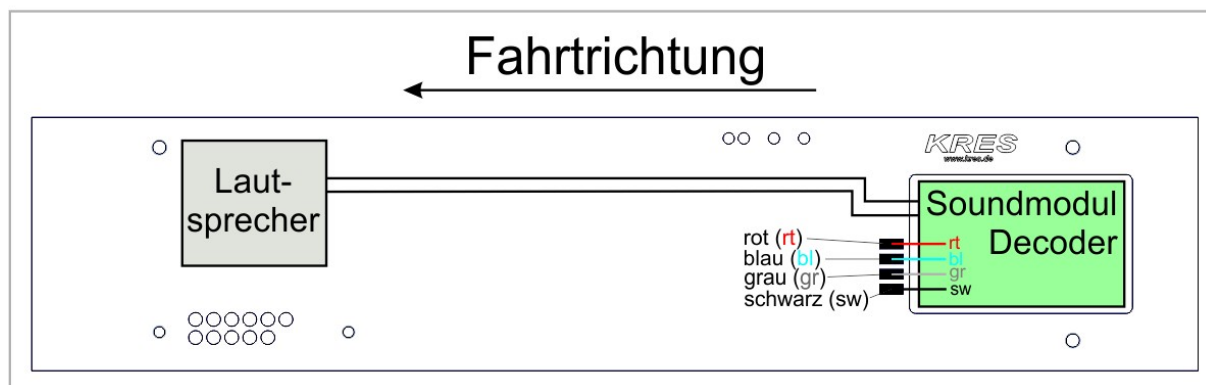 Fahrtrichtung
KRES
www.kres.de
Laut-
sprecher
Soundmodul
Decoder
rot (rt)
blau (bl)
grau (gr)
schwarz (sw)
rt
bl
gr
sw